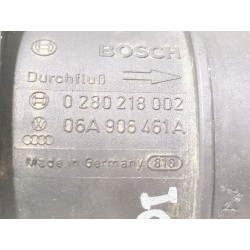 BOSCH
Durchfluß
0 280 218 002
06A 906 461A
Made in Germany 818